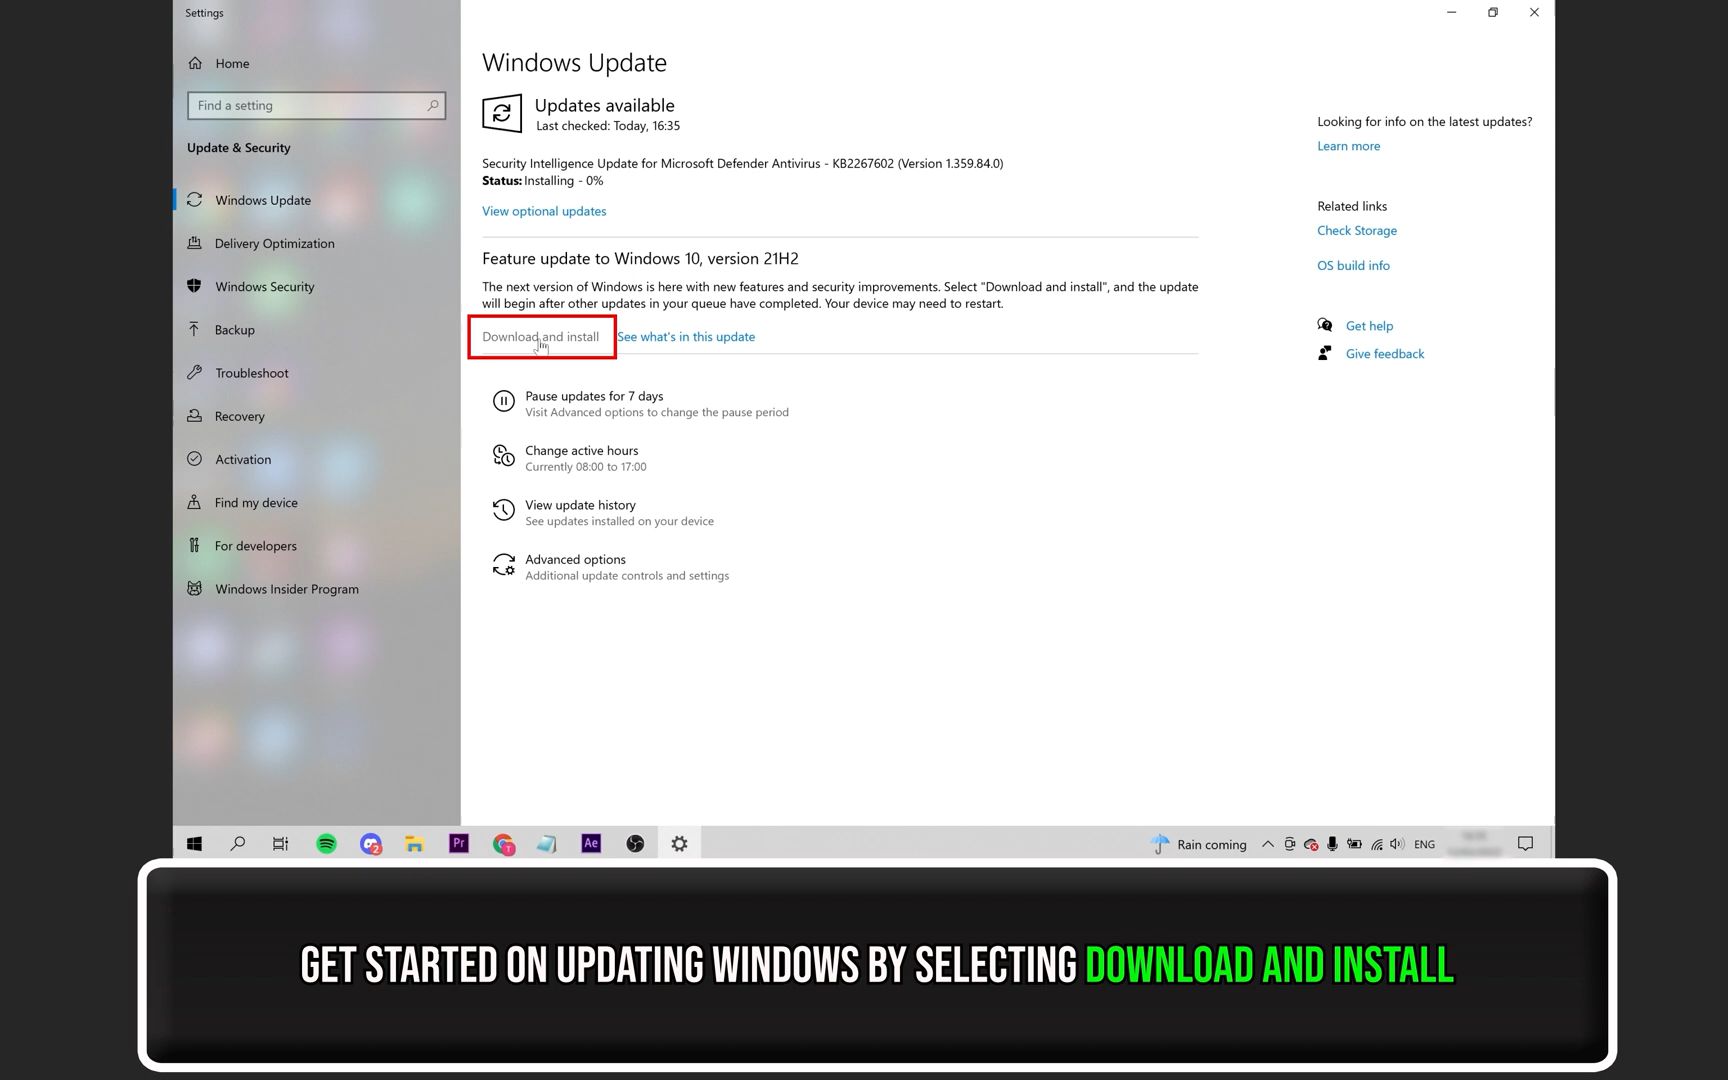 Settings
Home
Find a setting
Update & Security
Windows Update
Delivery Optimization
Windows Security
Backup
Troubleshoot
Recovery
Activation
Find my device
For developers
Windows Insider Program
Windows Update
Updates available
Last checked: Today, 16:35
Security Intelligence Update for Microsoft Defender Antivirus - KB2267602 (Version 1.359.84.0)
Status: Installing - 0%
View optional updates
Feature update to Windows 10, version 21H2
The next version of Windows is here with new features and security improvements. Select "Download and install", and the update
will begin after other updates in your queue have completed. Your device may need to restart.
Download and install See what's in this update
Pause updates for 7 days
Visit Advanced options to change the pause period
Change active hours
Currently 08:00 to 17:00
View update history
See updates installed on your device
Advanced options
Additional update controls and settings
Looking for info on the latest updates?
Learn more
Related links
Check Storage
OS build info
Get help
Give feedback
2 Pr T Ae Rain coming ENG
GET STARTED ON UPDATING WINDOWS BY SELECTING DOWNLOAD AND INSTALL